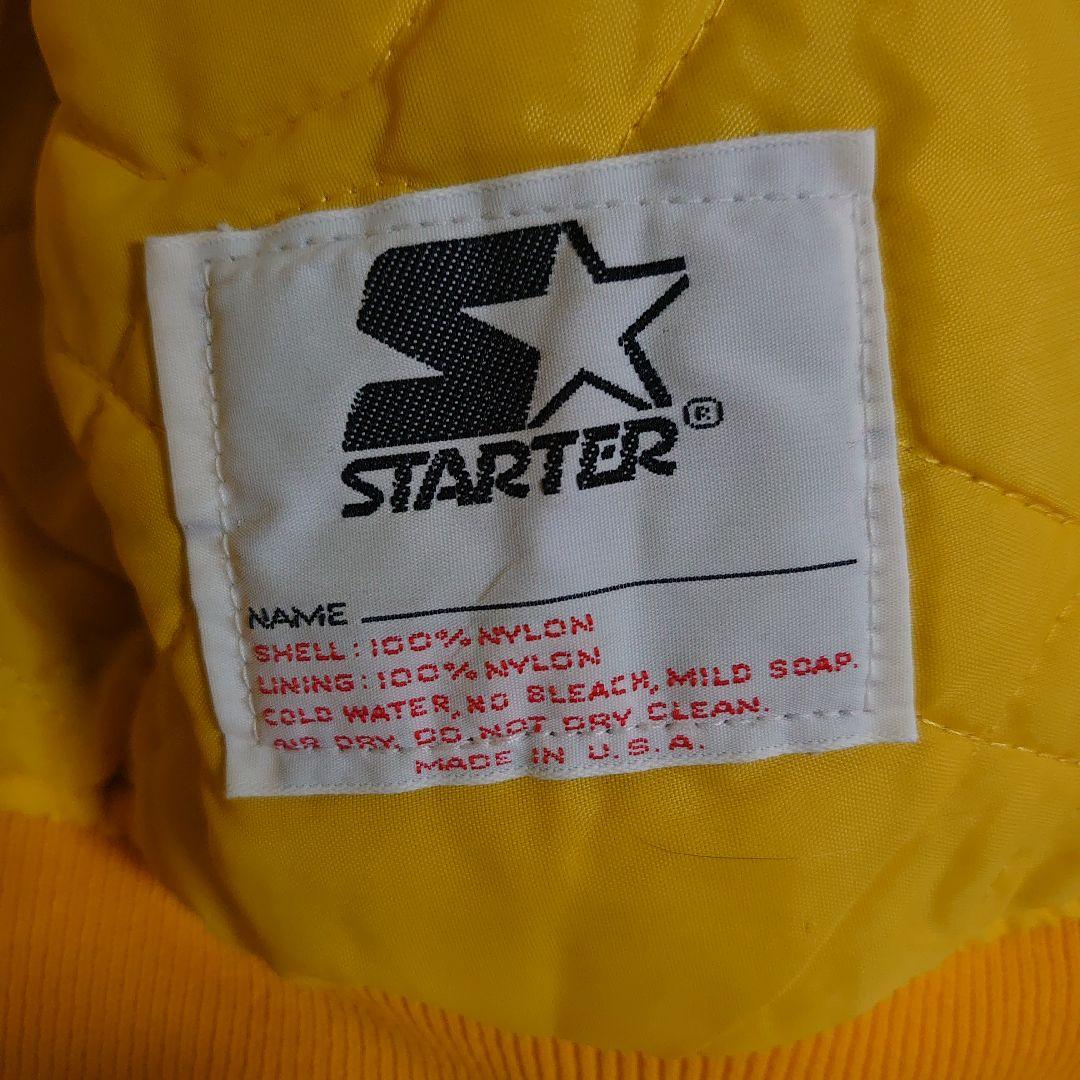 STARTER®
NAME
SHELL: 100% NYLON
LINING: 100% NYLON
COLD WATER, NO BLEACH, MILD SOAP.
AIR DRY, DO NOT DRY CLEAN.
MADE IN U.S.A.